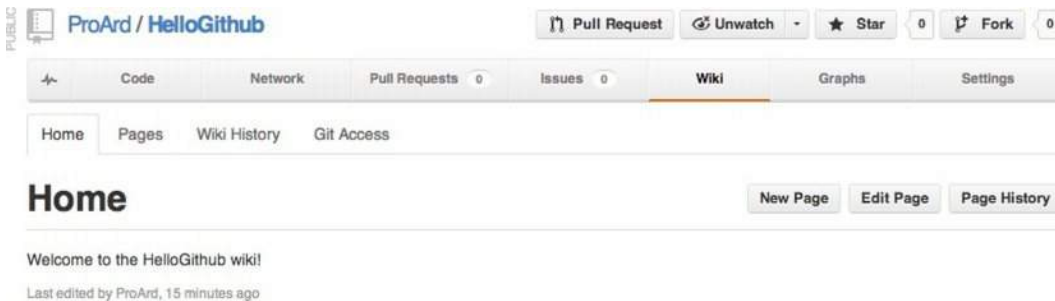 PUBLIC
ProArd / HelloGithub Pull Request Unwatch Star 0 Fork 0
Code Network Pull Requests 0 Issues 0 Wiki Graphs Settings
Home Pages Wiki History Git Access
Home New Page Edit Page Page History
Welcome to the HelloGithub wiki!
Last edited by ProArd, 15 minutes ago